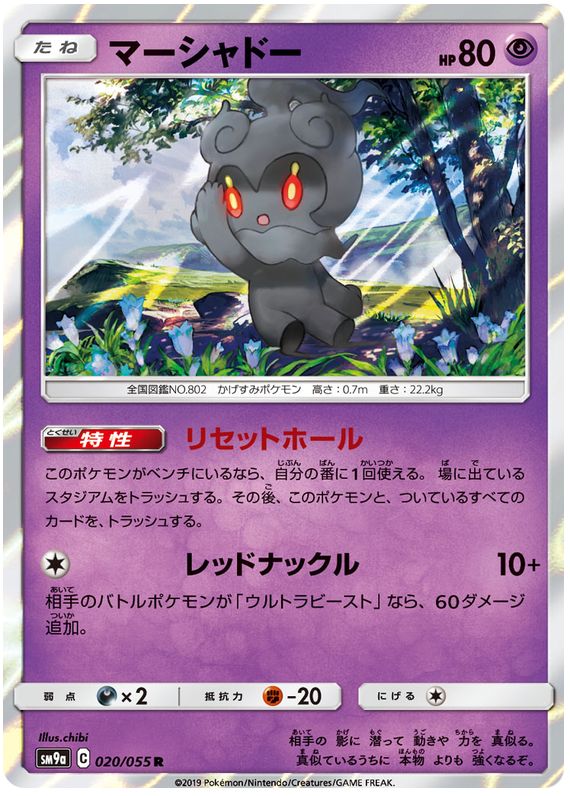 たね マーシャドー HP 80
全国図鑑NO.802 かげすみポケモン 高さ：0.7m 重さ：22.2kg
とくせい
特性 リセットホール
このポケモンがベンチにいるなら、自分の番に1回使える。場に出ている
スタジアムをトラッシュする。その後、このポケモンと、ついているすべての
カードを、トラッシュする。
レッドナックル 10+
相手のバトルポケモンが「ウルトラビースト」なら、60ダメージ
追加。
弱点 ×2 抵抗力 -20 にげる
Illus.chibi
sm9a C 020/055 R
相手の 影に 潜って 動きや 力を 真似る。
真似ているうちに 本物 よりも 強くなるぞ。
©2019 Pokémon/Nintendo/Creatures/GAME FREAK.